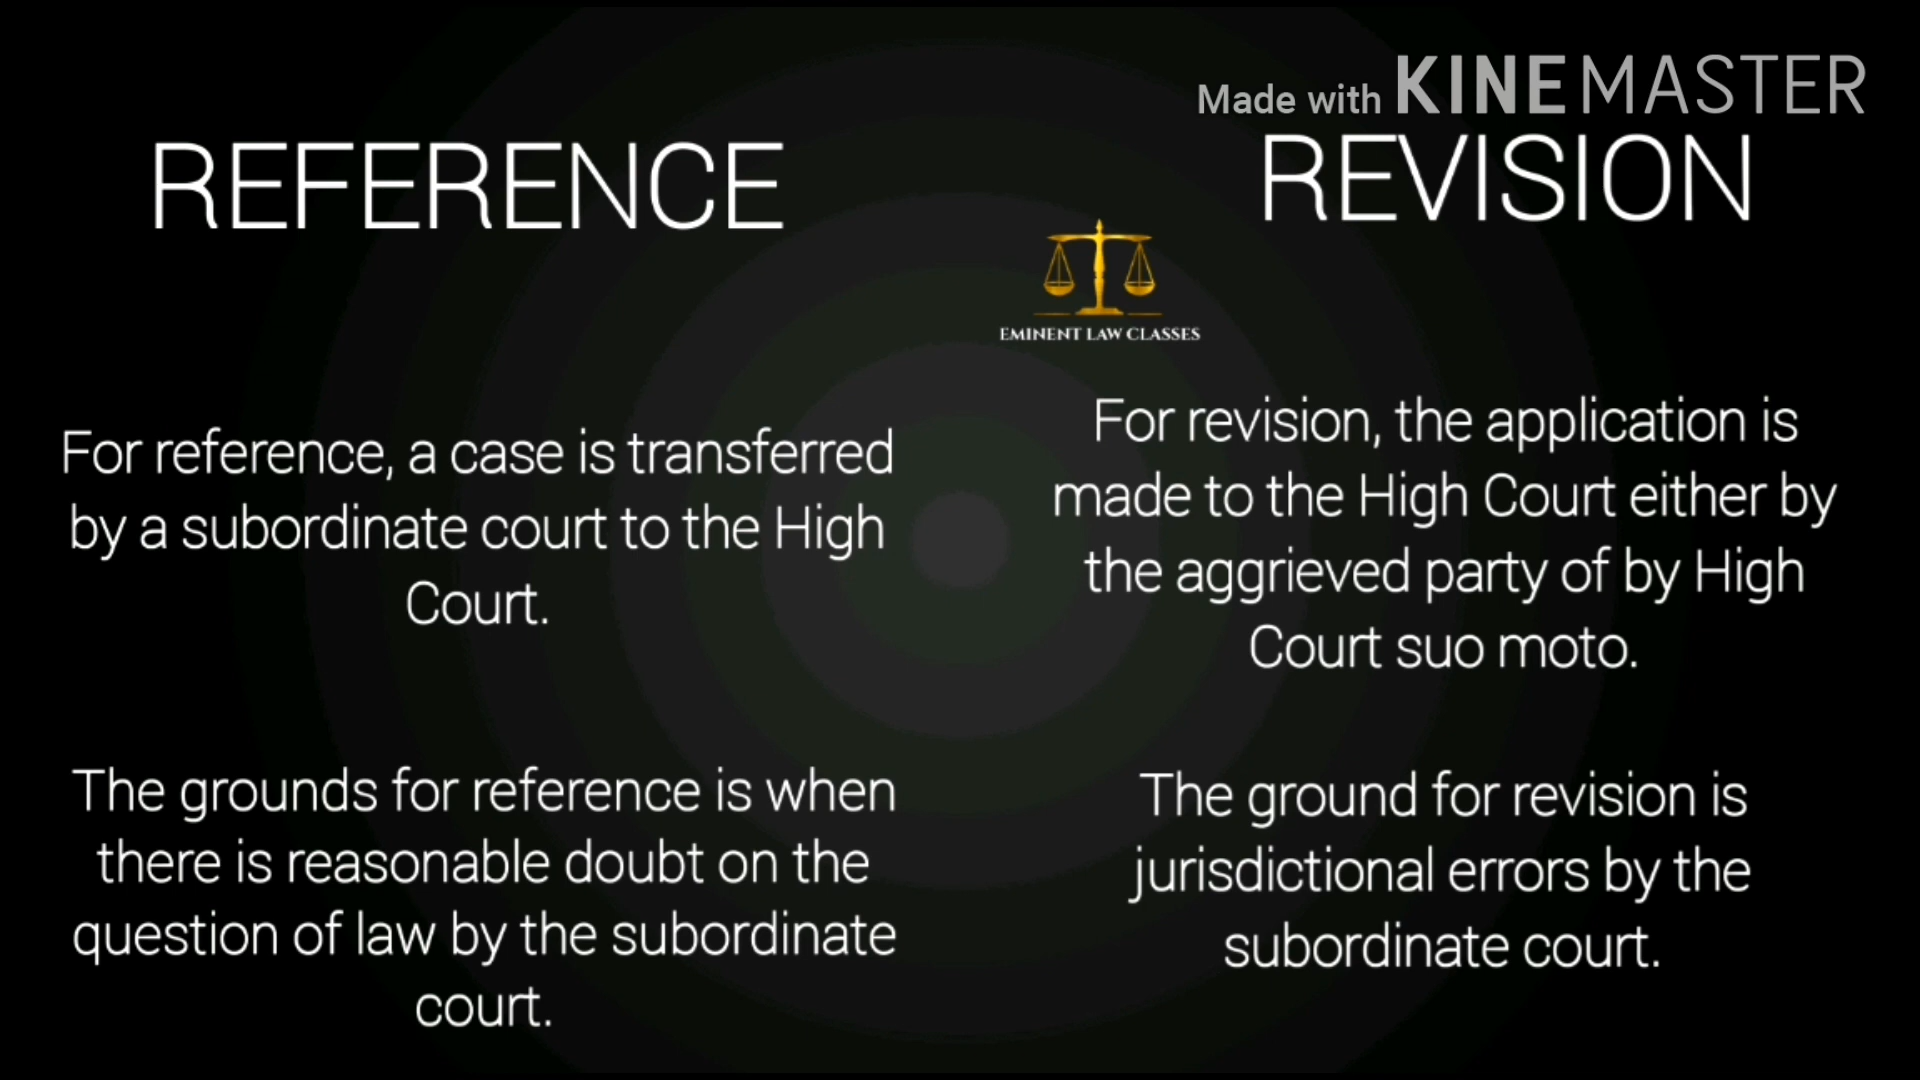 Made with KINEMASTER
REFERENCE
REVISION
EMINENT LAW CLASSES
For reference, a case is transferred
by a subordinate court to the High
Court.
For revision, the application is
made to the High Court either by
the aggrieved party of by High
Court suo moto.
The grounds for reference is when
there is reasonable doubt on the
question of law by the subordinate
court.
The ground for revision is
jurisdictional errors by the
subordinate court.